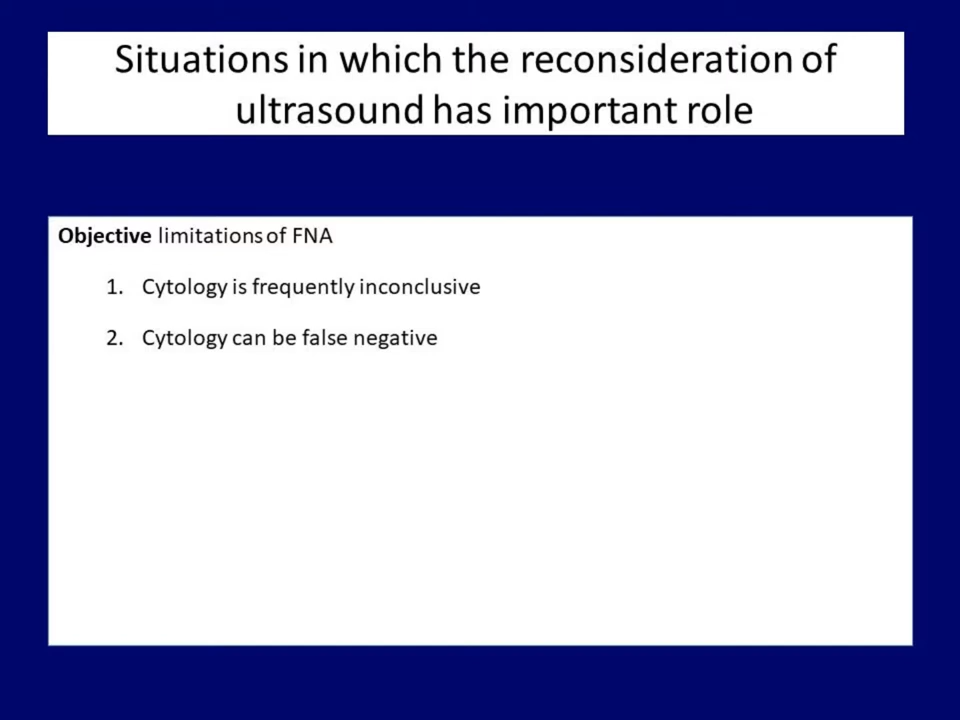 Situations in which the reconsideration of
ultrasound has important role
Objective limitations of FNA
1. Cytology is frequently inconclusive
2. Cytology can be false negative